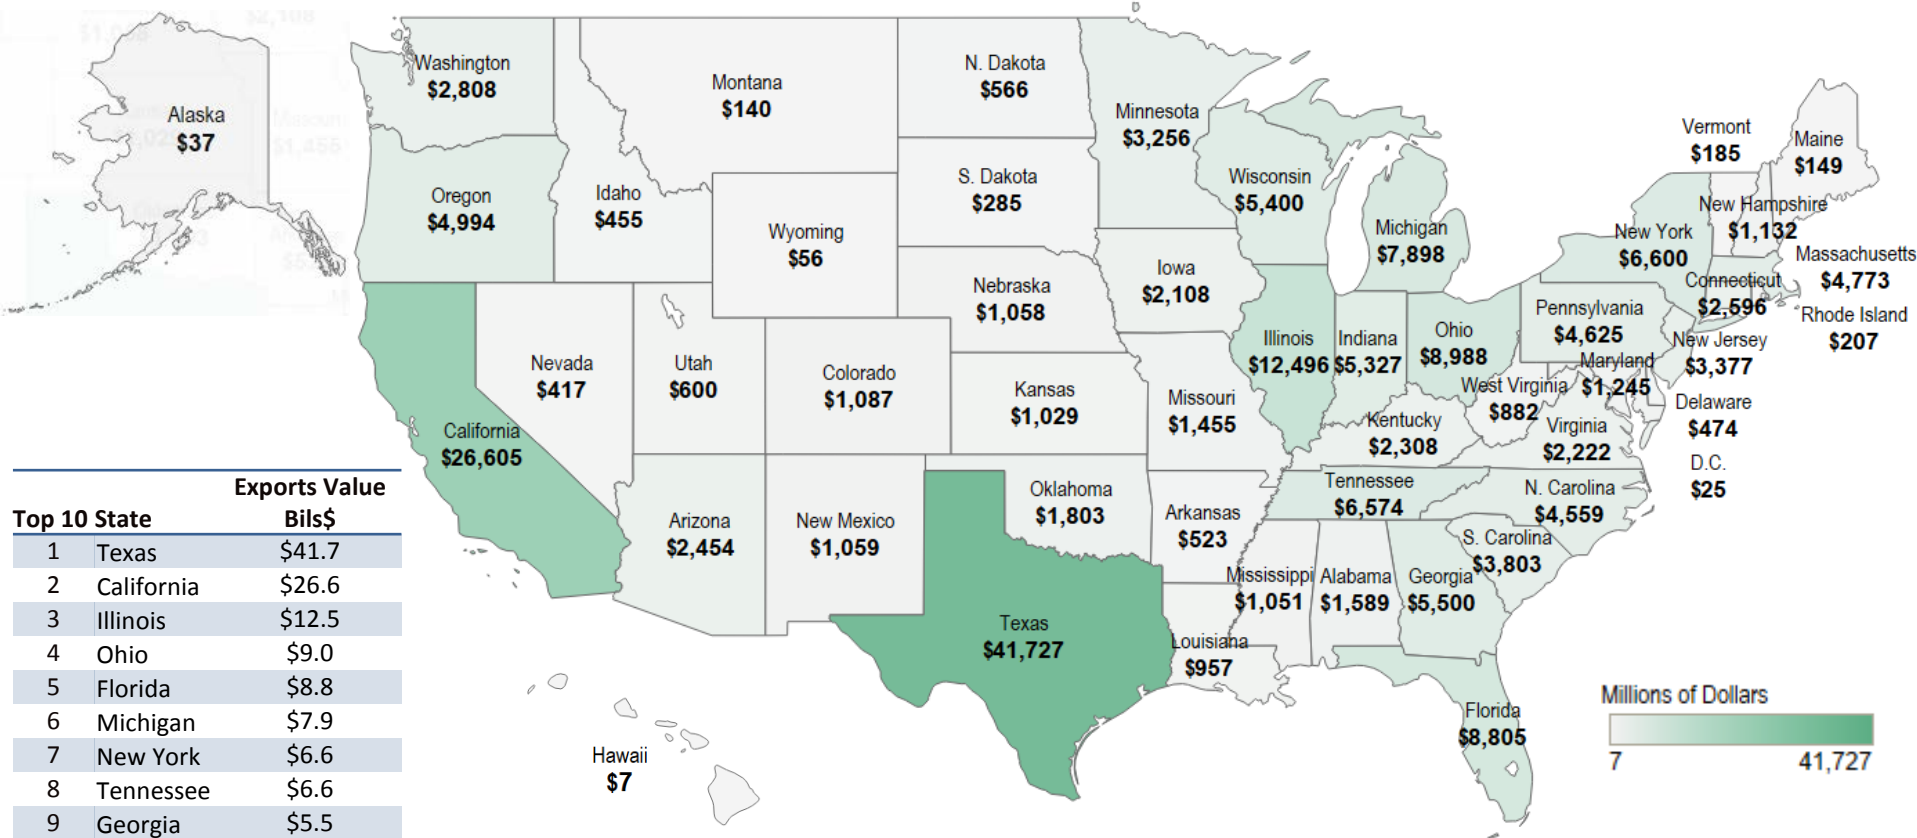 Alaska
$37
Washington
$2,808
Montana
$140
N. Dakota
$566
Minnesota
$3,256
Vermont
$185
Maine
$149
Oregon
$4,994
Idaho
$455
Wyoming
$56
S. Dakota
$285
Wisconsin
$5,400
Michigan
$7,898
New York
$6,600
New Hampshire
$1,132
Massachusetts
$4,773
Connecticut
$2,596
Rhode Island
$207
Nebraska
$1,058
Iowa
$2,108
Illinois
$12,496
Indiana
$5,327
Ohio
$8,988
Pennsylvania
$4,625
New Jersey
$3,377
Maryland
$1,245
Delaware
$474
D.C.
$25
West Virginia
$882
Virginia
$2,222
Nevada
$417
Utah
$600
Colorado
$1,087
Kansas
$1,029
Missouri
$1,455
Kentucky
$2,308
California
$26,605
Arizona
$2,454
New Mexico
$1,059
Oklahoma
$1,803
Arkansas
$523
Tennessee
$6,574
N. Carolina
$4,559
S. Carolina
$3,803
Mississippi
$1,051
Alabama
$1,589
Georgia
$5,500
Texas
$41,727
Louisiana
$957
Florida
$8,805
Hawaii
$7
Exports Value
Top 10 State Bils$
1 Texas $41.7
2 California $26.6
3 Illinois $12.5
4 Ohio $9.0
5 Florida $8.8
6 Michigan $7.9
7 New York $6.6
8 Tennessee $6.6
9 Georgia $5.5
Millions of Dollars
7 41,727